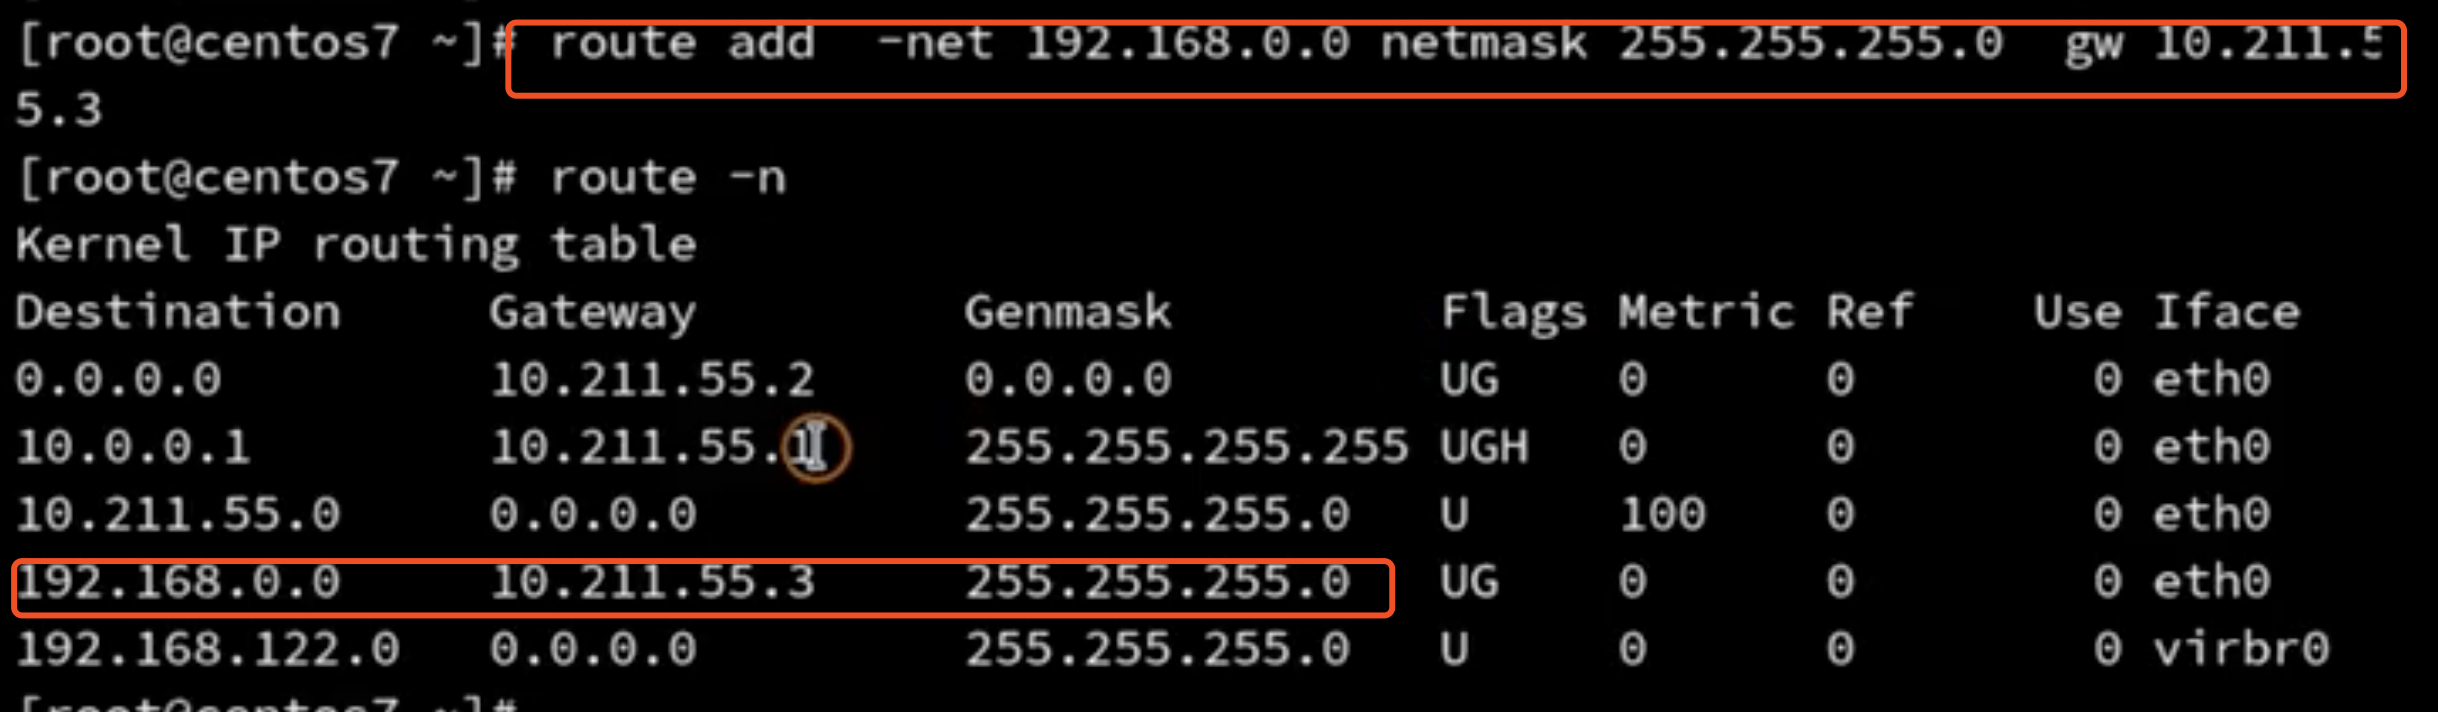 [root@centos7 ~]# route add  -net 192.168.0.0 netmask 255.255.255.0  gw 10.211.5
5.3
[root@centos7 ~]# route -n
Kernel IP routing table
Destination     Gateway         Genmask         Flags Metric Ref    Use Iface
0.0.0.0         10.211.55.2     0.0.0.0         UG    0      0        0 eth0
10.0.0.1        10.211.55.1     255.255.255.255 UGH   0      0        0 eth0
10.211.55.0     0.0.0.0         255.255.255.0   U     100    0        0 eth0
192.168.0.0     10.211.55.3     255.255.255.0   UG    0      0        0 eth0
192.168.122.0   0.0.0.0         255.255.255.0   U     0      0        0 virbr0
[root@centos7 ~]#